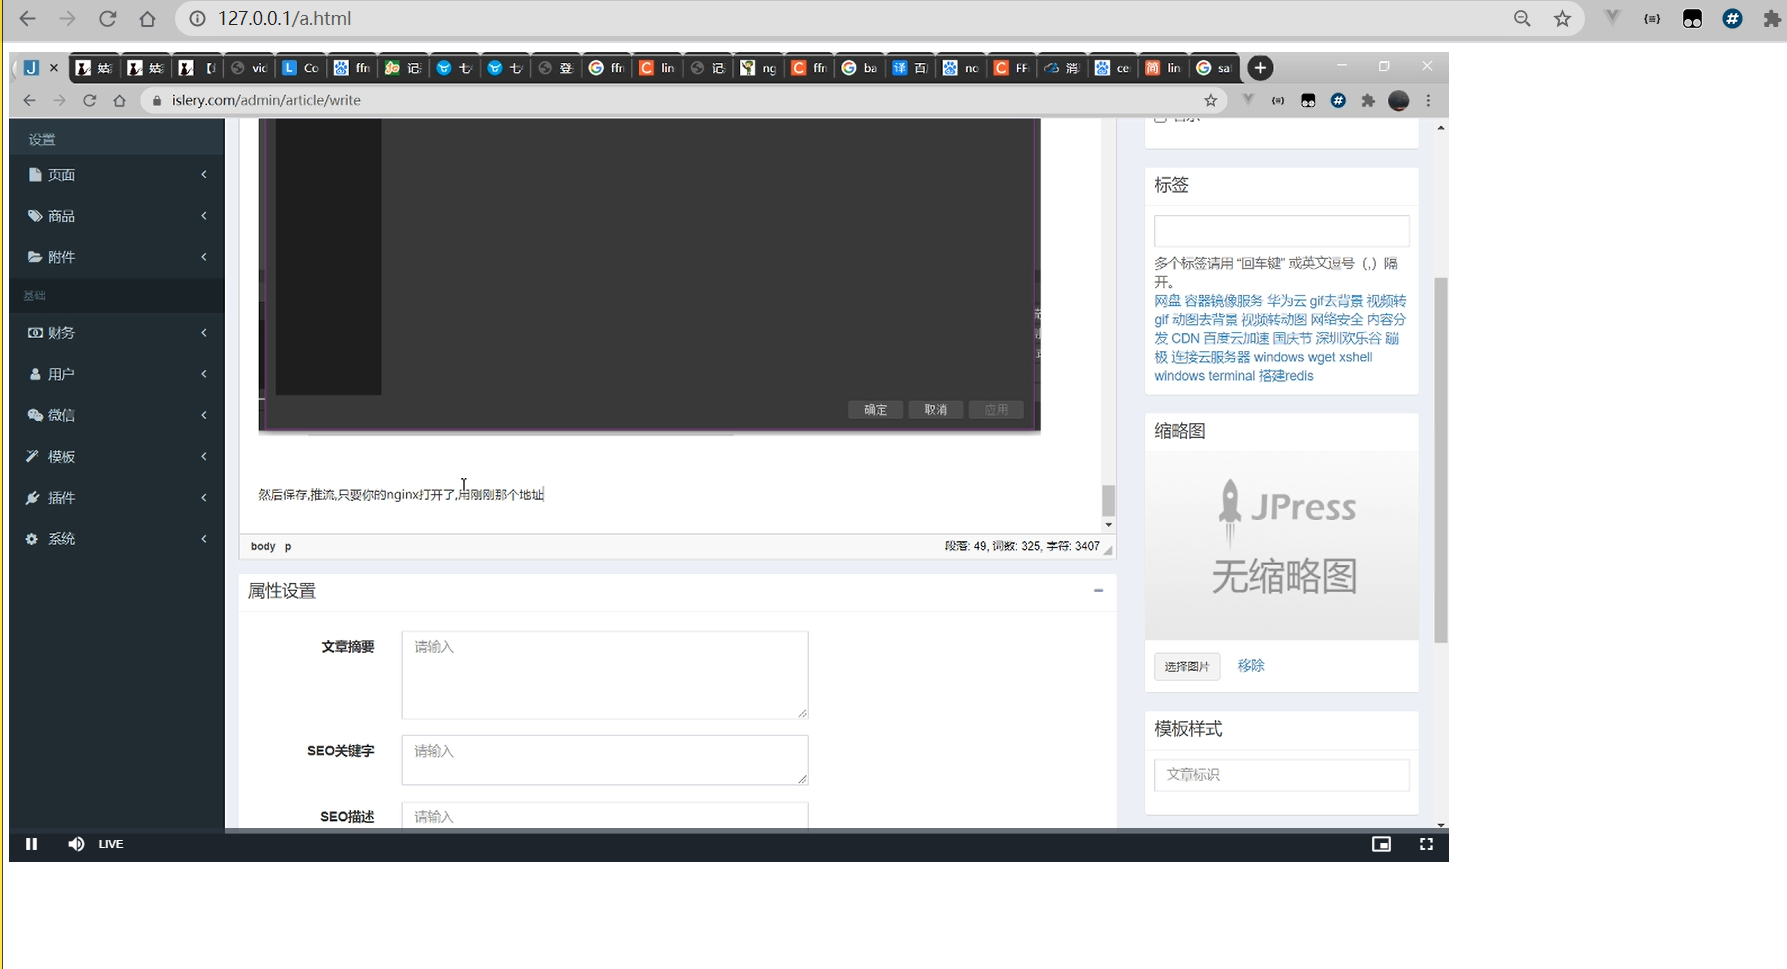 127.0.0.1/a.html
J × 姑 姑 【 vic L Co ffn 记 七 七 登 ffn C lin 记 ng C ffn ba 译 百 no C FF 消 ce 简 lin sa
islery.com/admin/article/write
设置
页面
商品
附件
基础
财务
用户
微信
模板
插件
系统
确定 取消 应用
然后保存,推流,只要你的nginx打开了,用刚刚那个地址
body p
段落: 49, 词数: 325, 字符: 3407
属性设置
文章摘要 请输入
SEO关键字 请输入
SEO描述 请输入
标签
多个标签请用 “回车键” 或英文逗号（,）隔
开。
网盘 容器镜像服务 华为云 gif去背景 视频转
gif 动图去背景 视频转动图 网络安全 内容分
发 CDN 百度云加速 国庆节 深圳欢乐谷 蹦
极 连接云服务器 windows wget xshell
windows terminal 搭建redis
缩略图
JPress
无缩略图
选择图片 移除
模板样式
文章标识
LIVE